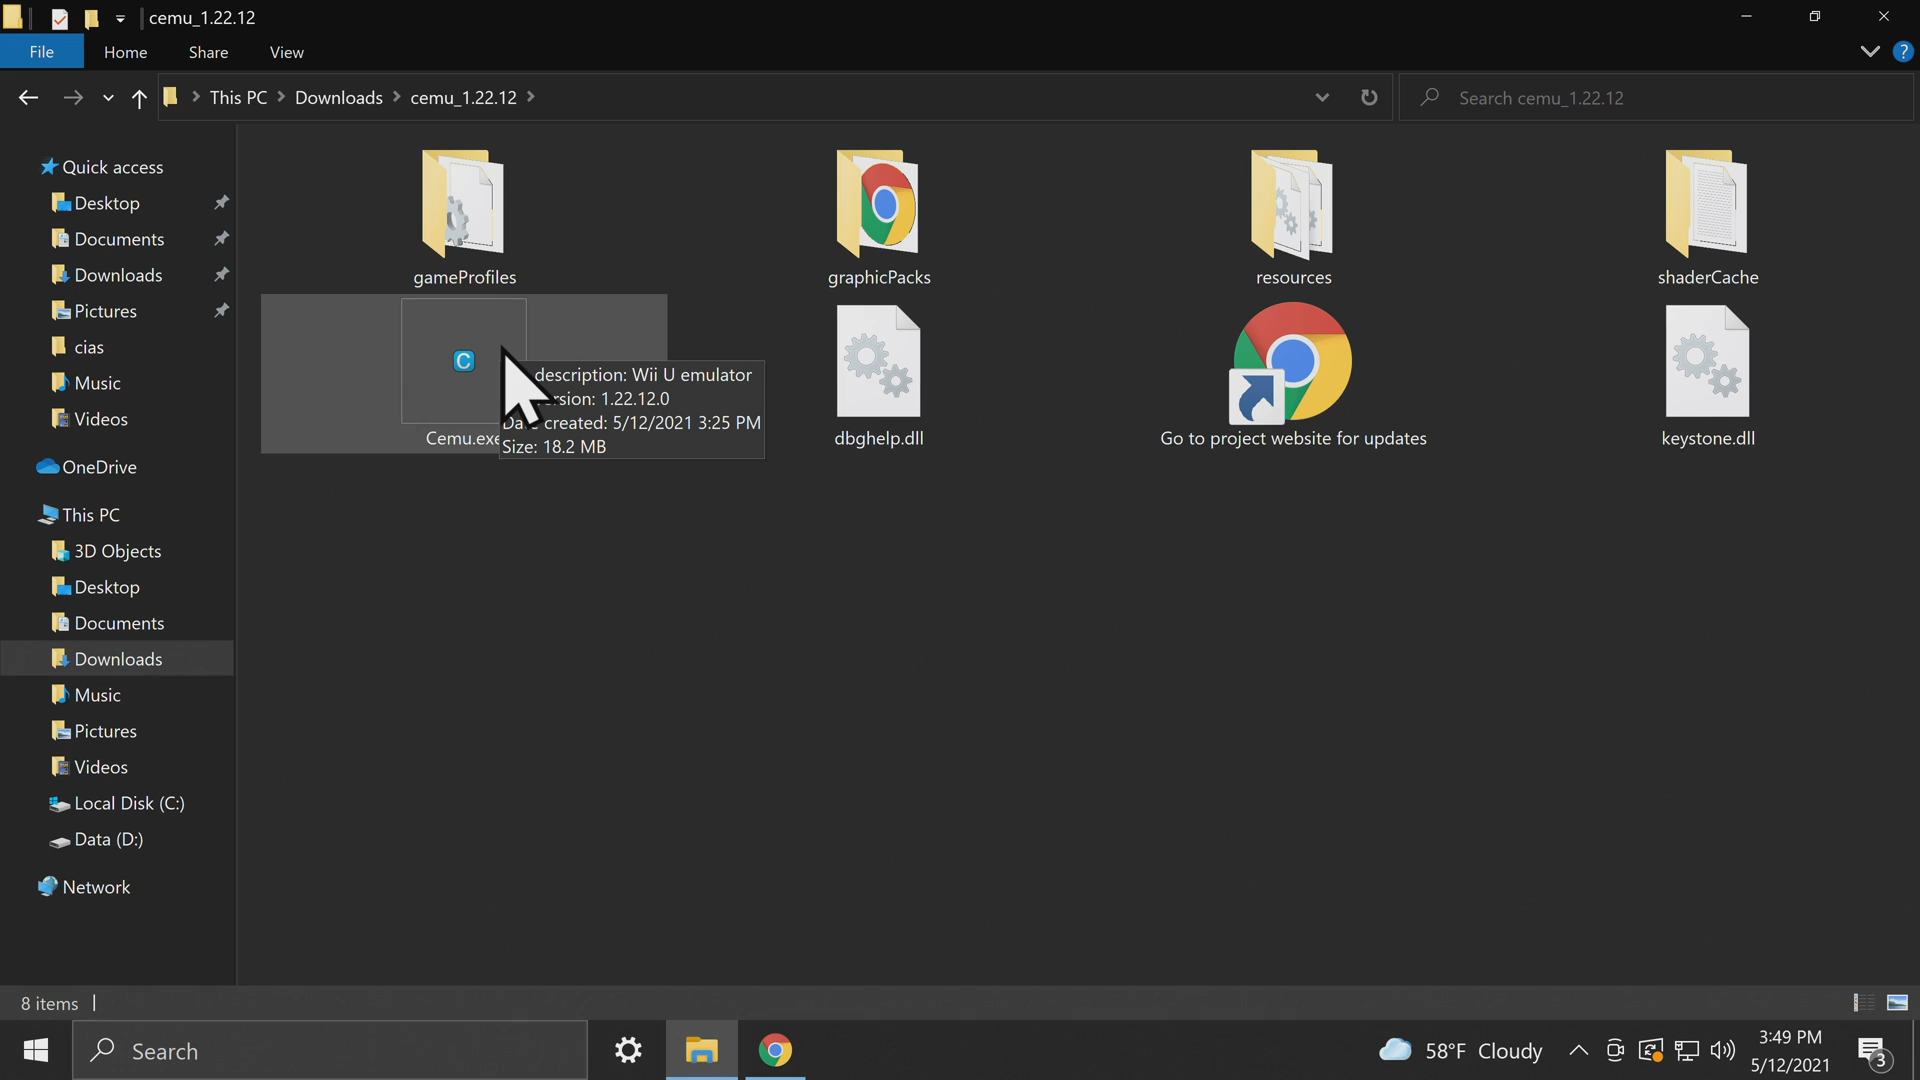 cemu_1.22.12
File Home Share View
This PC Downloads cemu_1.22.12
Search cemu_1.22.12
Quick access
Desktop
Documents
Downloads
Pictures
cias
Music
Videos
OneDrive
This PC
3D Objects
Desktop
Documents
Downloads
Music
Pictures
Videos
Local Disk (C:)
Data (D:)
Network
gameProfiles
graphicPacks
resources
shaderCache
C
Cemu.exe
description: Wii U emulator
1.22.12.0
created: 5/12/2021 3:25 PM
Size: 18.2 MB
dbghelp.dll
Go to project website for updates
keystone.dll
8 items
Search
58°F Cloudy
3:49 PM
5/12/2021
3